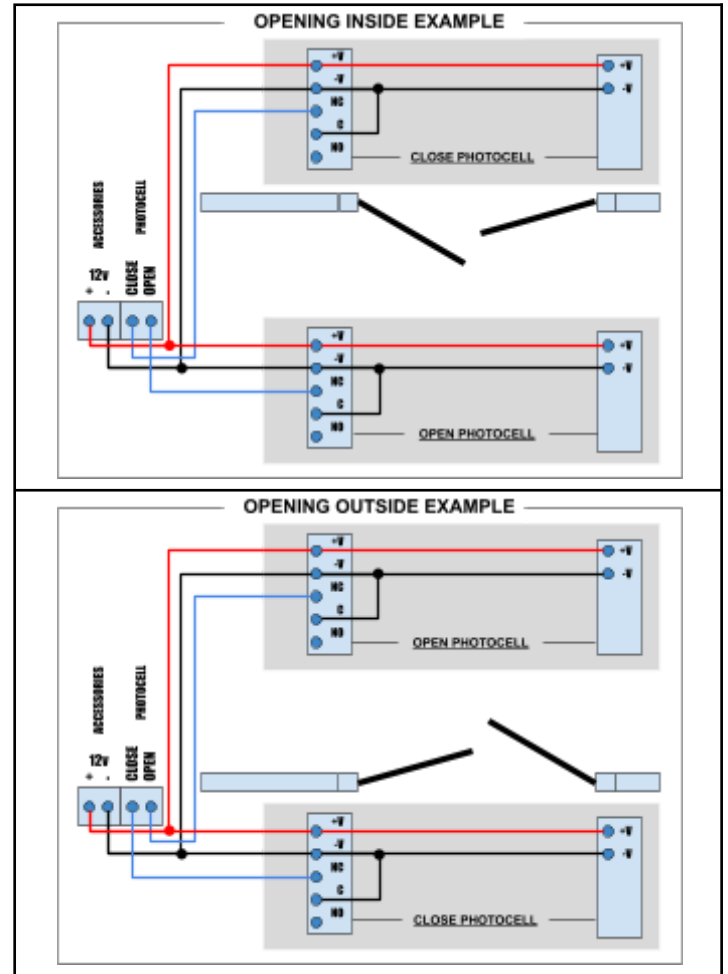 OPENING INSIDE EXAMPLE
+V
-V
NC
C
NO
+V
-V
CLOSE PHOTOCELL
ACCESSORIES
PHOTOCELL
12v
+ -
CLOSE
OPEN
+V
-V
NC
C
NO
+V
-V
OPEN PHOTOCELL
OPENING OUTSIDE EXAMPLE
+V
-V
NC
C
NO
+V
-V
OPEN PHOTOCELL
ACCESSORIES
PHOTOCELL
12v
+ -
CLOSE
OPEN
+V
-V
NC
C
NO
+V
-V
CLOSE PHOTOCELL